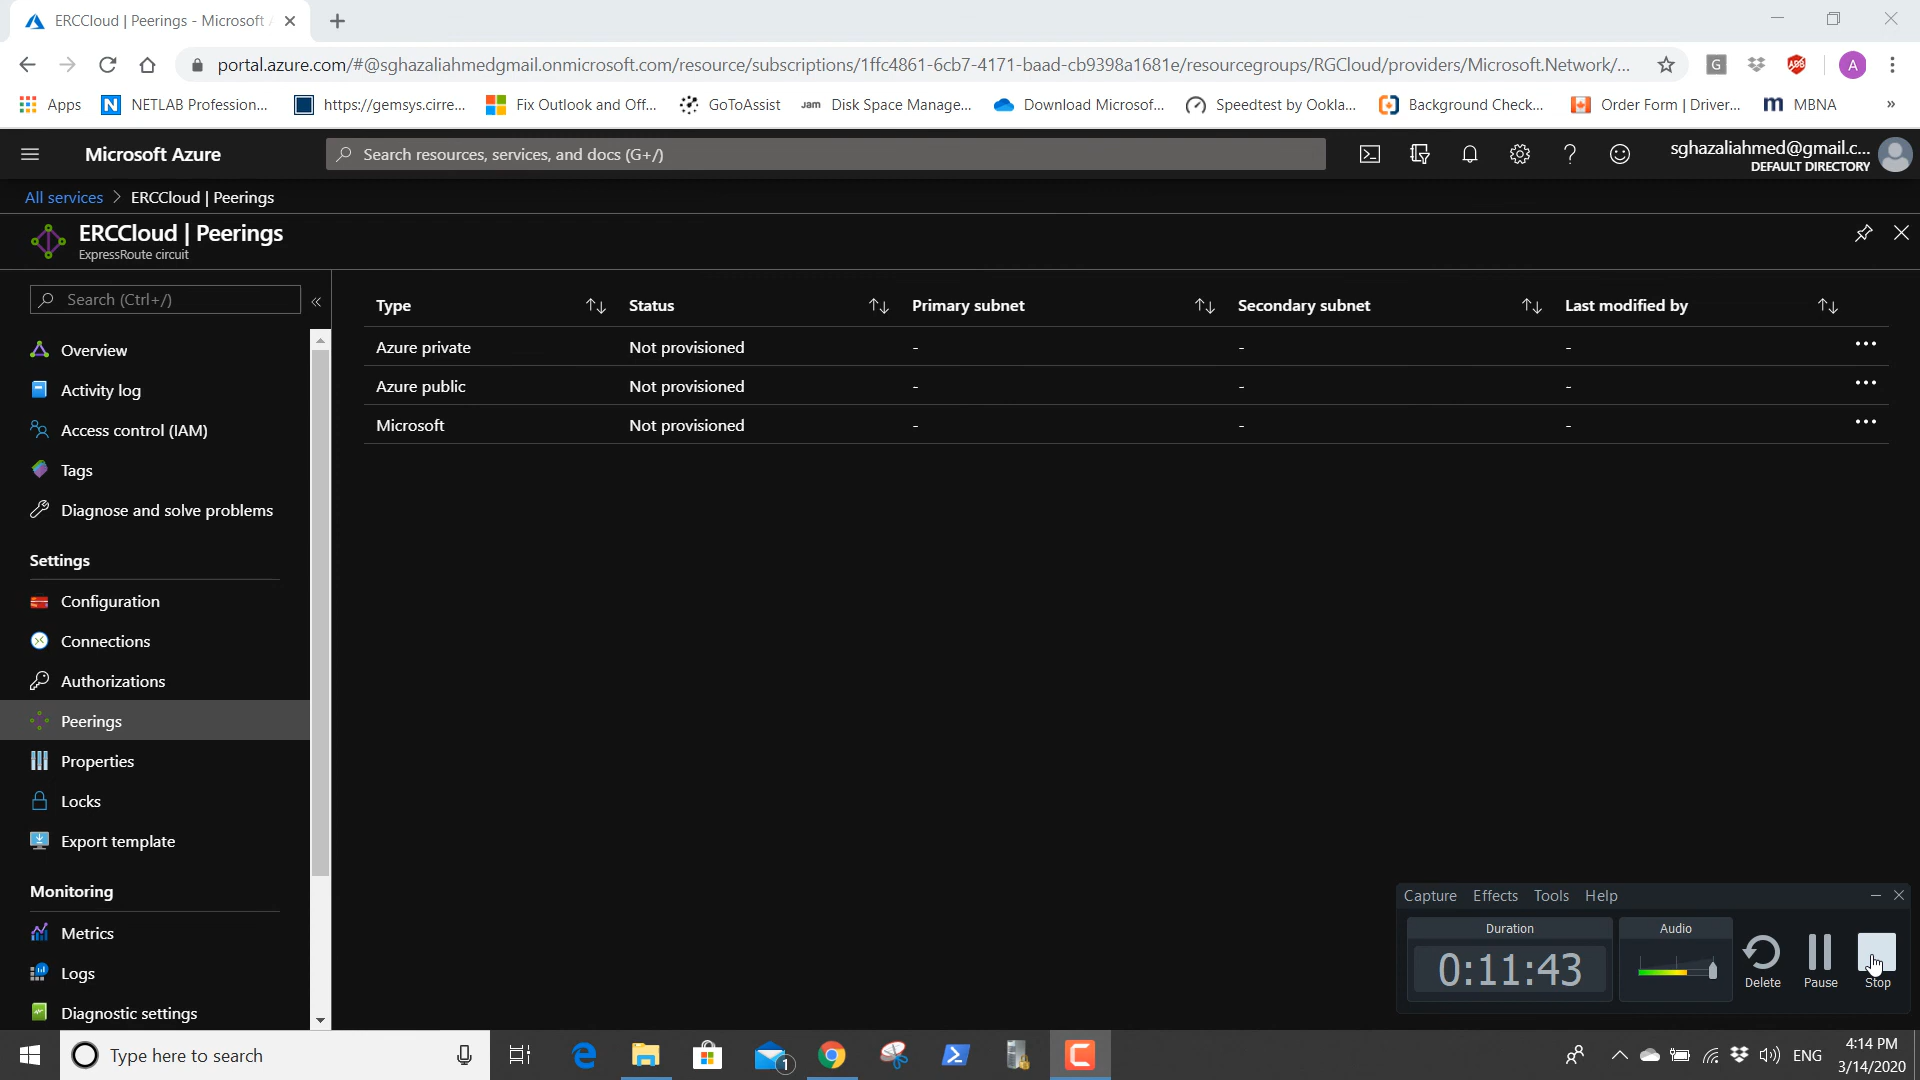 ERCCloud | Peerings - Microsoft
portal.azure.com/#@sghazaliahmedgmail.onmicrosoft.com/resource/subscriptions/1ffc4861-6cb7-4171-baad-cb9398a1681e/resourcegroups/RGCloud/providers/Microsoft.Network/...
G
ABP
A
Apps
N NETLAB Profession...
https://gemsys.cirre...
Fix Outlook and Off...
GoToAssist
Jam Disk Space Manage...
Download Microsof...
Speedtest by Ookla...
Background Check...
Order Form | Driver...
m MBNA
»
Microsoft Azure
Search resources, services, and docs (G+/)
sghazaliahmed@gmail.c...
DEFAULT DIRECTORY
All services > ERCCloud | Peerings
ERCCloud | Peerings
ExpressRoute circuit
Search (Ctrl+/)
«
Overview
Activity log
Access control (IAM)
Tags
Diagnose and solve problems
Settings
Configuration
Connections
Authorizations
Peerings
Properties
Locks
Export template
Monitoring
Metrics
Logs
Diagnostic settings
Type Status Primary subnet Secondary subnet Last modified by
Azure private Not provisioned - - - ...
Azure public Not provisioned - - - ...
Microsoft Not provisioned - - - ...
Capture Effects Tools Help
Duration
0:11:43
Audio
Delete
Pause
Stop
Type here to search
1
ENG
4:14 PM
3/14/2020